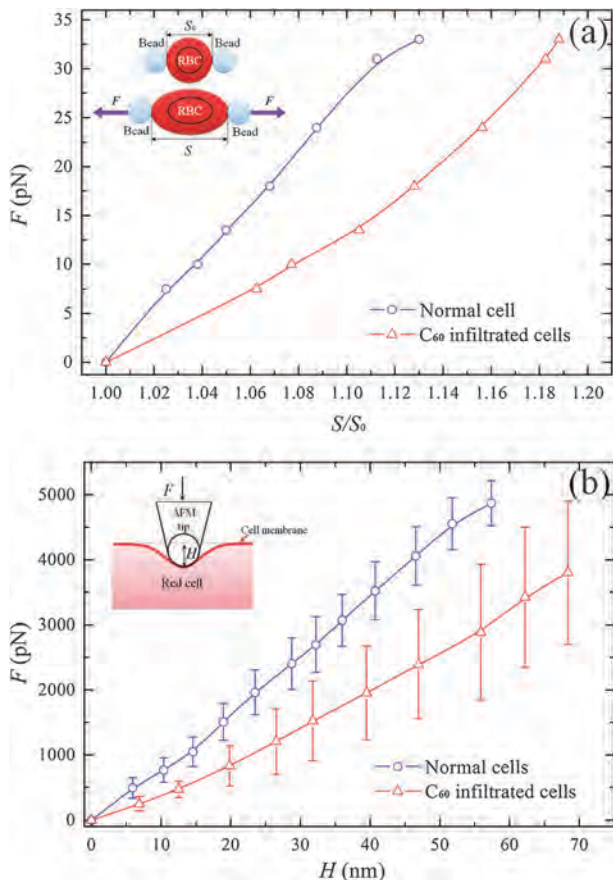 (a)
S₀
Bead
Bead
RBC
F
F
RBC
Bead
Bead
S
35
30
25
20
15
10
5
0
F (pN)
Normal cell
C₆₀ infiltrated cells
1.00 1.02 1.04 1.06 1.08 1.10 1.12 1.14 1.16 1.18 1.20
S/S₀
(b)
F
AFM
tip
Cell membrane
H
Red cell
5000
4000
3000
2000
1000
0
F (pN)
Normal cells
C₆₀ infiltrated cells
0 10 20 30 40 50 60 70
H (nm)